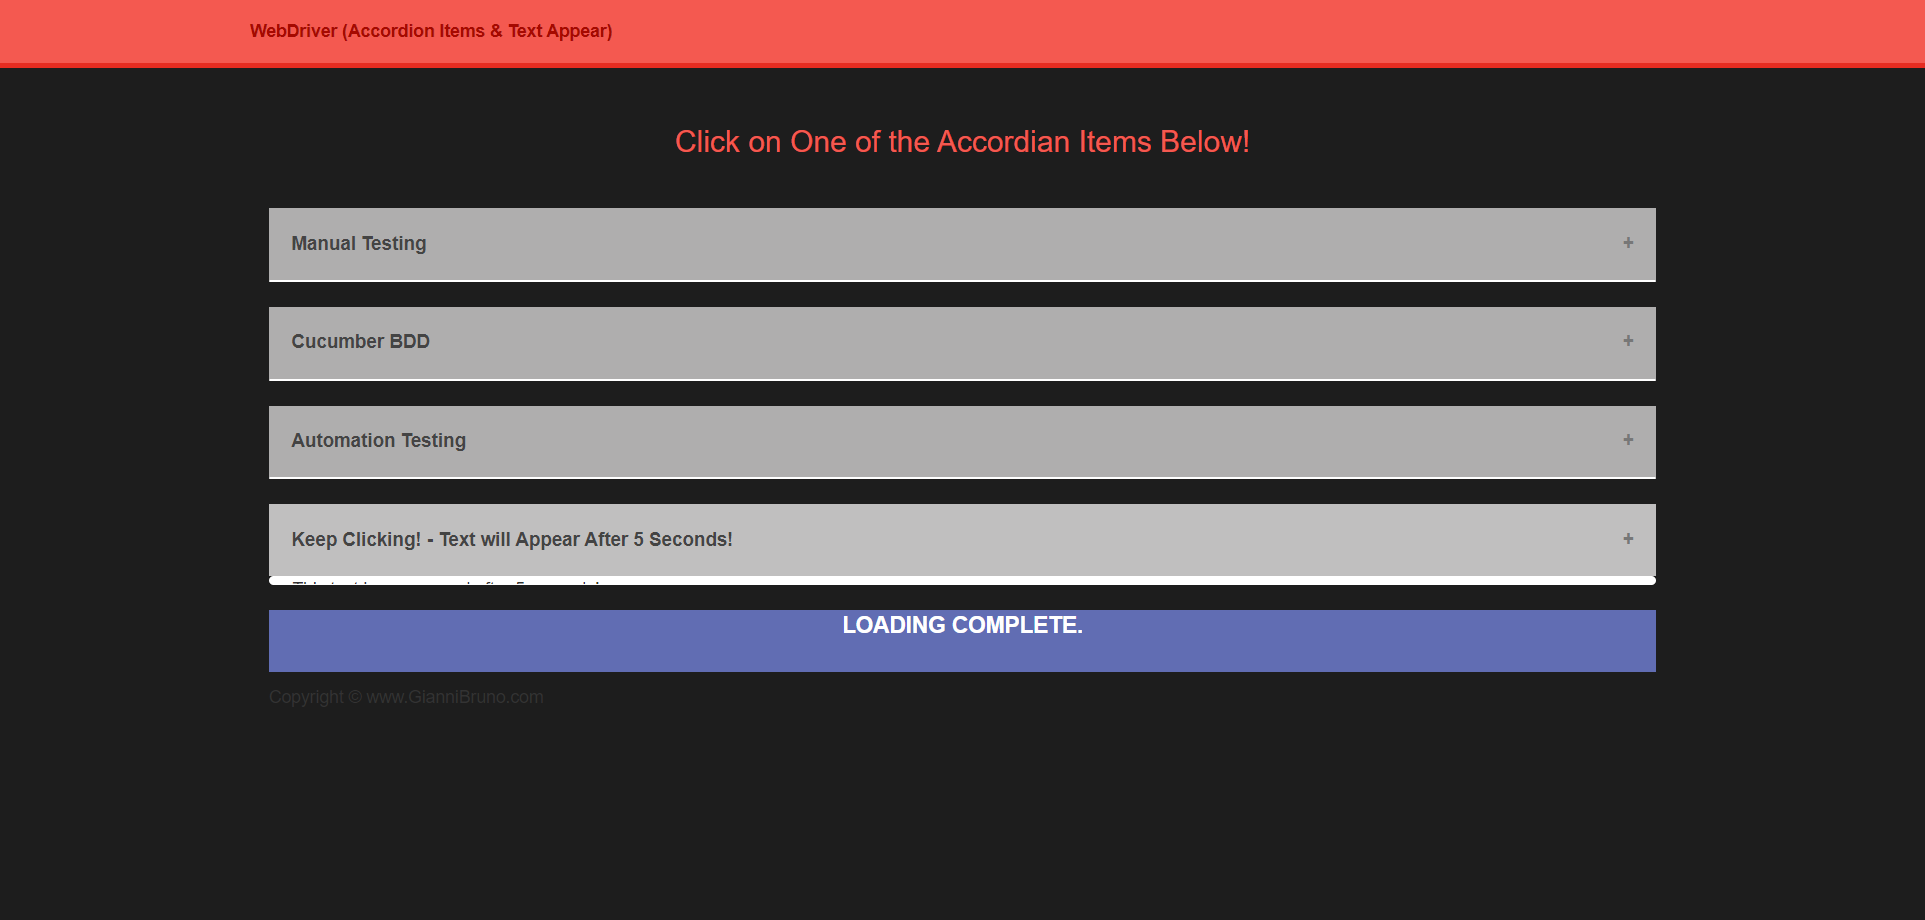 WebDriver (Accordion Items & Text Appear)
Click on One of the Accordian Items Below!
Manual Testing +
Cucumber BDD +
Automation Testing +
Keep Clicking! - Text will Appear After 5 Seconds! +
LOADING COMPLETE.
Copyright © www.GianniBruno.com